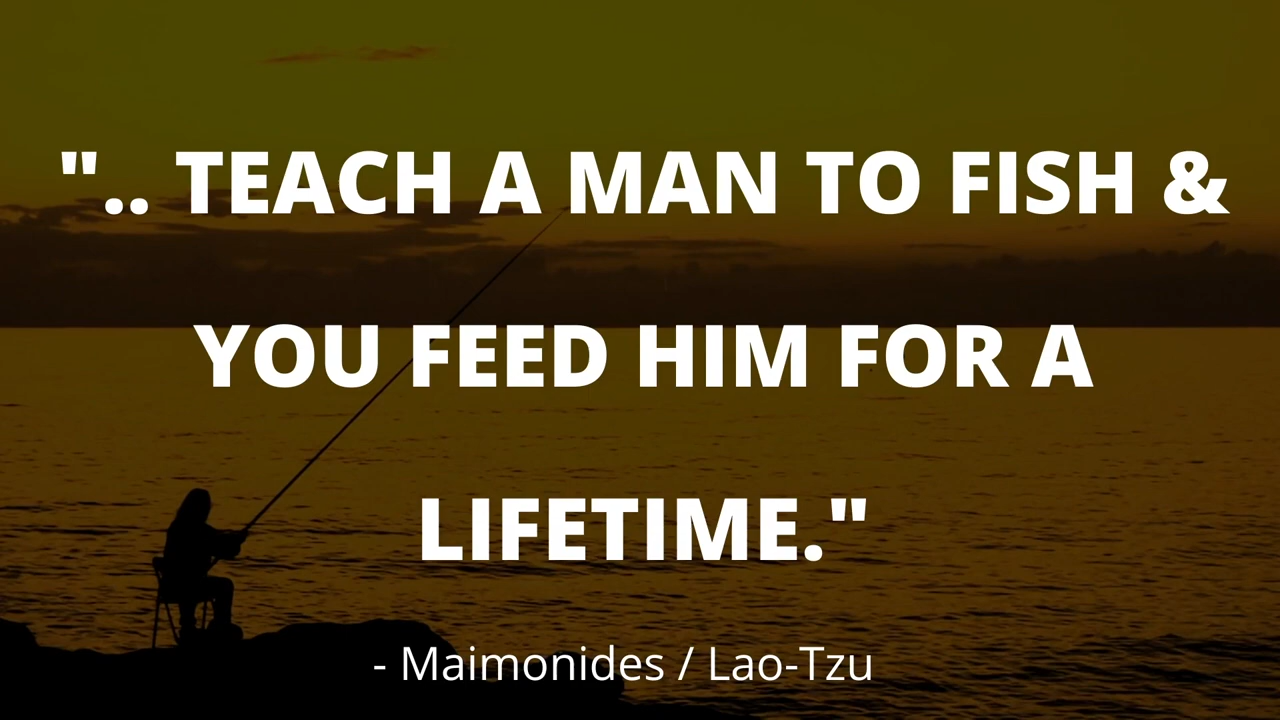 ".. TEACH A MAN TO FISH &
YOU FEED HIM FOR A
LIFETIME."
- Maimonides / Lao-Tzu